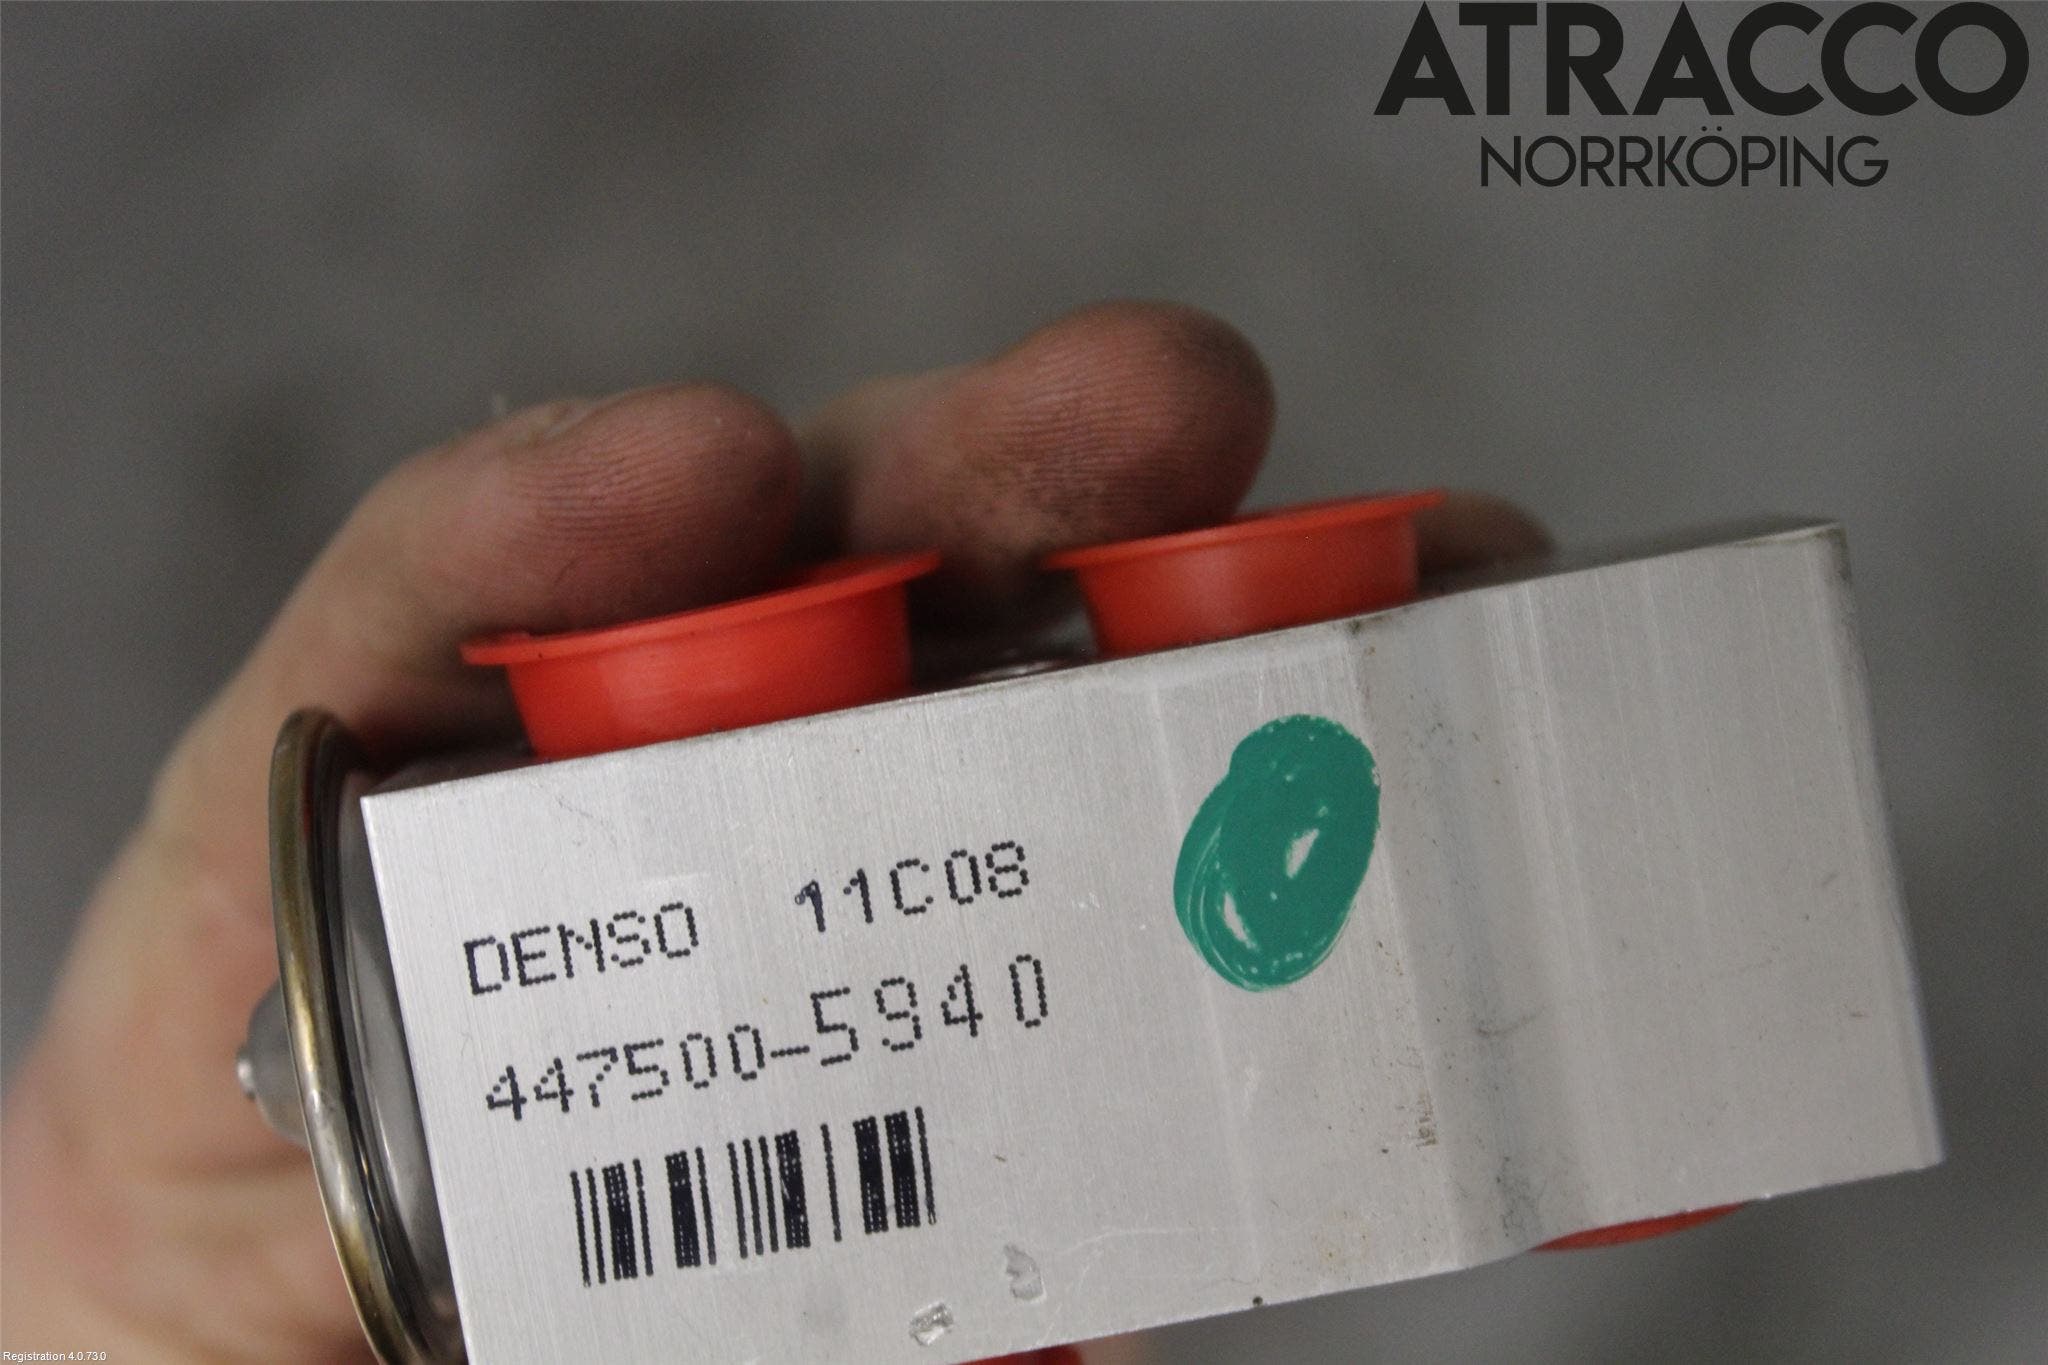 ATRACCO
NORRKÖPING
DENSO 11C08
447500-5940
Registration 4.0.73.0